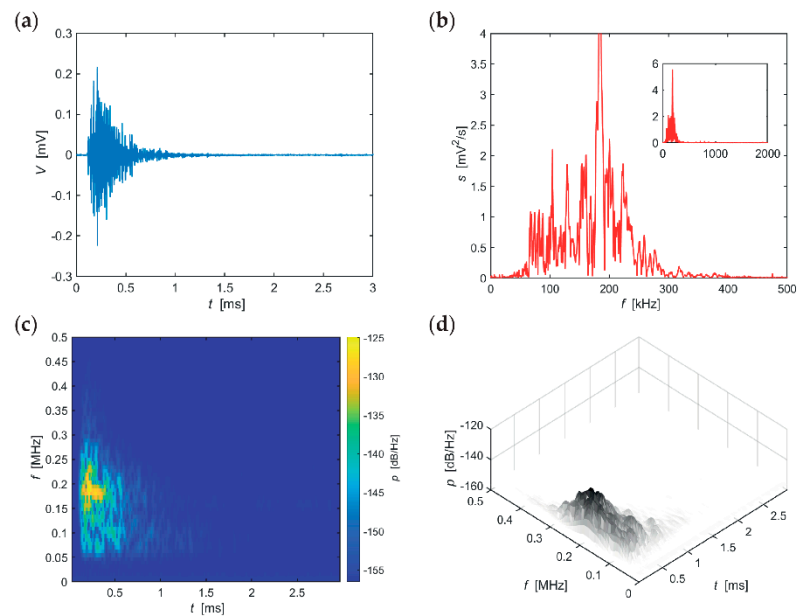 (a)
0.3
0.2
0.1
0
-0.1
-0.2
-0.3
V [mV]
0 0.5 1 1.5 2 2.5 3
t [ms]
(b)
4
3.5
3
2.5
2
1.5
1
0.5
0
s [mV²/s]
0 100 200 300 400 500
f [kHz]
6
4
2
0
0 1000 2000
(c)
0.5
0.45
0.4
0.35
0.3
0.25
0.2
0.15
0.1
0.05
0
f [MHz]
0.5 1 1.5 2 2.5
t [ms]
-125
-130
-135
-140
-145
-150
-155
p [dB/Hz]
(d)
-120
-140
-160
p [dB/Hz]
0.5
0.4
0.3
0.2
0.1
0
f [MHz]
0.5
1
1.5
2
2.5
t [ms]